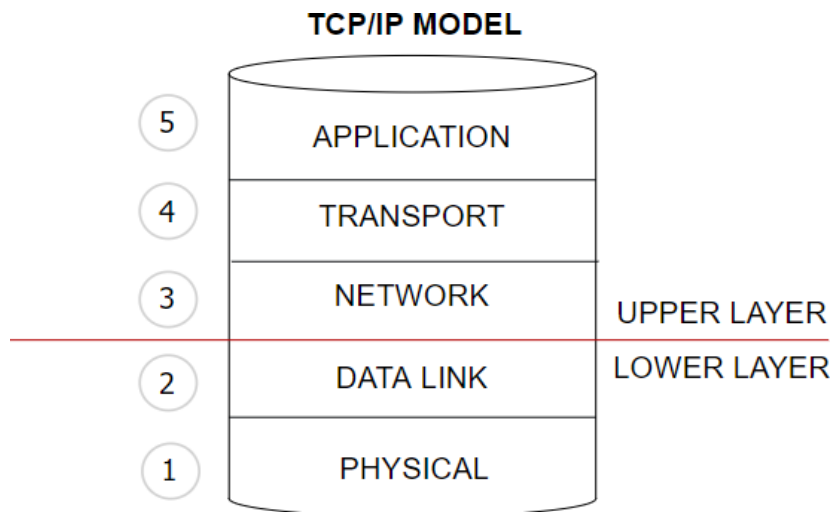 TCP/IP MODEL
5 APPLICATION
4 TRANSPORT
3 NETWORK
UPPER LAYER
LOWER LAYER
2 DATA LINK
1 PHYSICAL